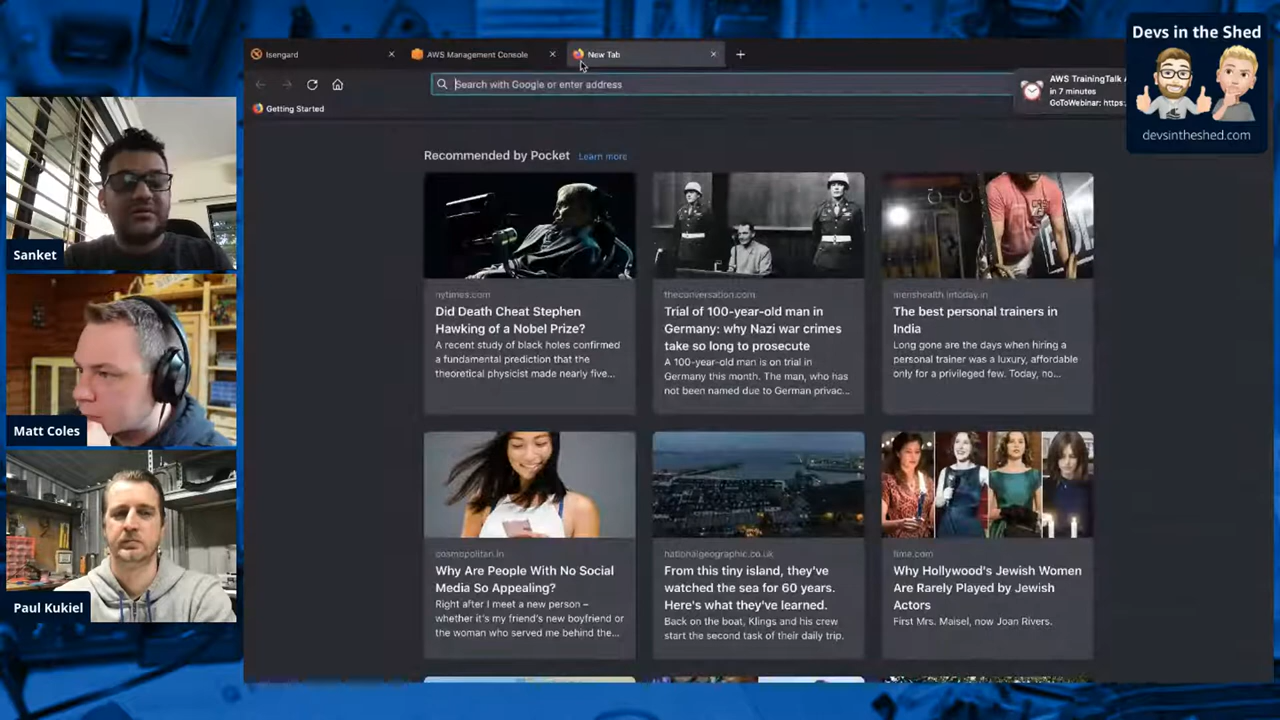 Isengard
AWS Management Console
New Tab
Search with Google or enter address
Getting Started
AWS TrainingTalk
in 7 minutes
GoToWebinar: https:
Devs in the Shed
devsintheshed.com
Sanket
Matt Coles
Paul Kukiel
Recommended by Pocket Learn more
nytimes.com
Did Death Cheat Stephen
Hawking of a Nobel Prize?
A recent study of black holes confirmed
a fundamental prediction that the
theoretical physicist made nearly five...
theconversation.com
Trial of 100-year-old man in
Germany: why Nazi war crimes
take so long to prosecute
A 100-year-old man is on trial in
Germany this month. The man, who has
not been named due to German privac...
menshealth.intoday.in
The best personal trainers in
India
Long gone are the days when hiring a
personal trainer was a luxury, affordable
only for a privileged few. Today, no...
cosmopolitan.in
Why Are People With No Social
Media So Appealing?
Right after I meet a new person –
whether it's my friend's new boyfriend or
the woman who served me behind the...
nationalgeographic.co.uk
From this tiny island, they've
watched the sea for 60 years.
Here's what they've learned.
Back on the boat, Klings and his crew
start the second task of their daily trip.
time.com
Why Hollywood's Jewish Women
Are Rarely Played by Jewish
Actors
First Mrs. Maisel, now Joan Rivers.